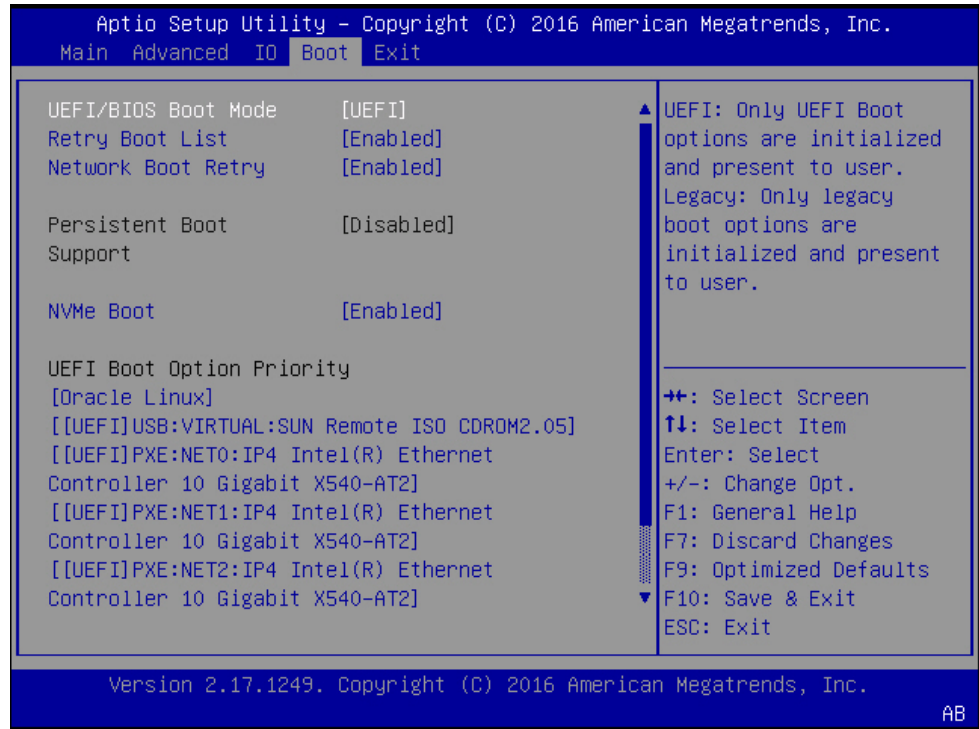 Aptio Setup Utility – Copyright (C) 2016 American Megatrends, Inc.
Main Advanced IO Boot Exit
UEFI/BIOS Boot Mode [UEFI]
Retry Boot List [Enabled]
Network Boot Retry [Enabled]
Persistent Boot [Disabled]
Support
NVMe Boot [Enabled]
UEFI Boot Option Priority
[Oracle Linux]
[[UEFI]USB:VIRTUAL:SUN Remote ISO CDROM2.05]
[[UEFI]PXE:NET0:IP4 Intel(R) Ethernet
Controller 10 Gigabit X540-AT2]
[[UEFI]PXE:NET1:IP4 Intel(R) Ethernet
Controller 10 Gigabit X540-AT2]
[[UEFI]PXE:NET2:IP4 Intel(R) Ethernet
Controller 10 Gigabit X540-AT2]
UEFI: Only UEFI Boot
options are initialized
and present to user.
Legacy: Only legacy
boot options are
initialized and present
to user.
→←: Select Screen
↑↓: Select Item
Enter: Select
+/-: Change Opt.
F1: General Help
F7: Discard Changes
F9: Optimized Defaults
F10: Save & Exit
ESC: Exit
Version 2.17.1249. Copyright (C) 2016 American Megatrends, Inc.
AB